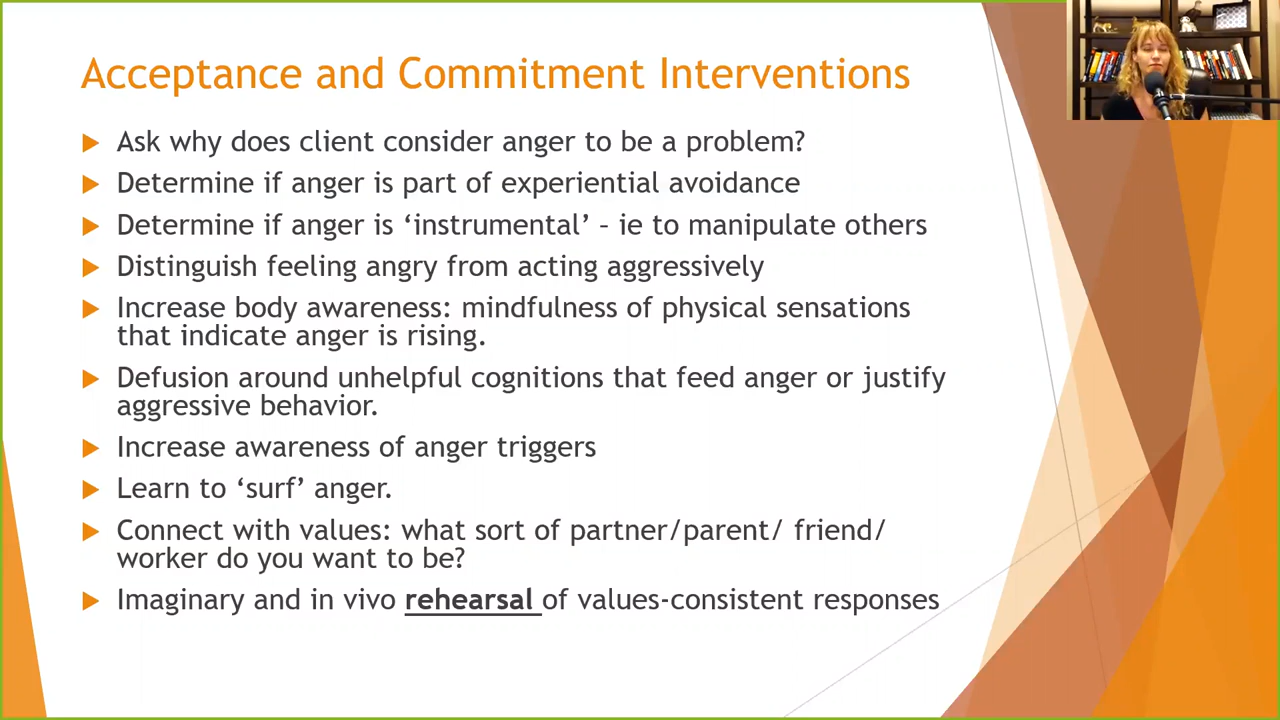 Acceptance and Commitment Interventions
Ask why does client consider anger to be a problem?
Determine if anger is part of experiential avoidance
Determine if anger is ‘instrumental’ – ie to manipulate others
Distinguish feeling angry from acting aggressively
Increase body awareness: mindfulness of physical sensations
that indicate anger is rising.
Defusion around unhelpful cognitions that feed anger or justify
aggressive behavior.
Increase awareness of anger triggers
Learn to ‘surf’ anger.
Connect with values: what sort of partner/parent/ friend/
worker do you want to be?
Imaginary and in vivo rehearsal of values-consistent responses